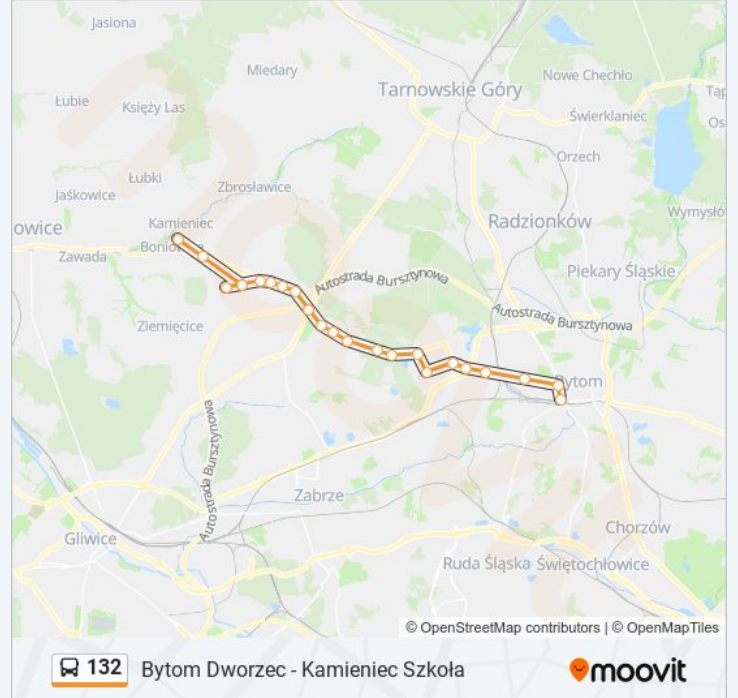 Jasiona
Miedary
Nowe Chechło
Tarnowskie Góry
Łubie
Księży Las
Świerklaniec
Orzech
Łubki
Zbrosławice
Jaśkowice
Wymysłó
Kamieniec
Radzionków
owice
Zawada
Piekary Śląskie
Autostrada Bursztynowa
Autostrada Bursztynowa
Ziemięcice
Bytom
Autostrada Bursztynowa
Zabrze
Chorzów
Gliwice
Ruda Śląska
Świętochłowice
© OpenStreetMap contributors | © OpenMapTiles
132 Bytom Dworzec - Kamieniec Szkoła
moovit